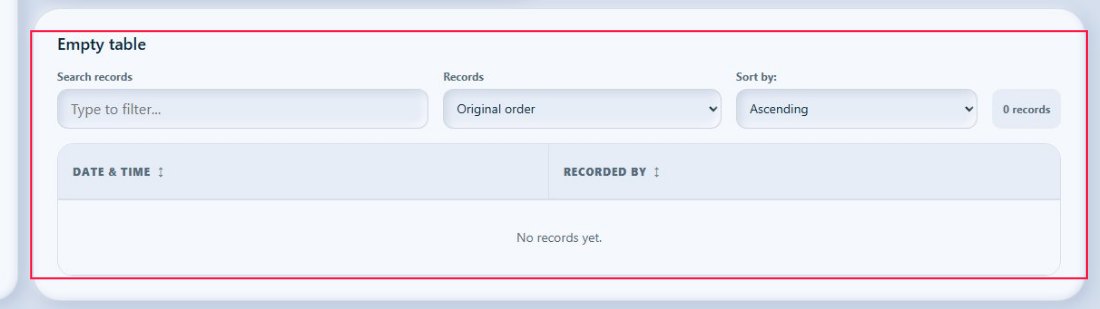 Empty table
Search records Records Sort by:
Type to filter... Original order Ascending 0 records
DATE & TIME ↕ RECORDED BY ↕
No records yet.